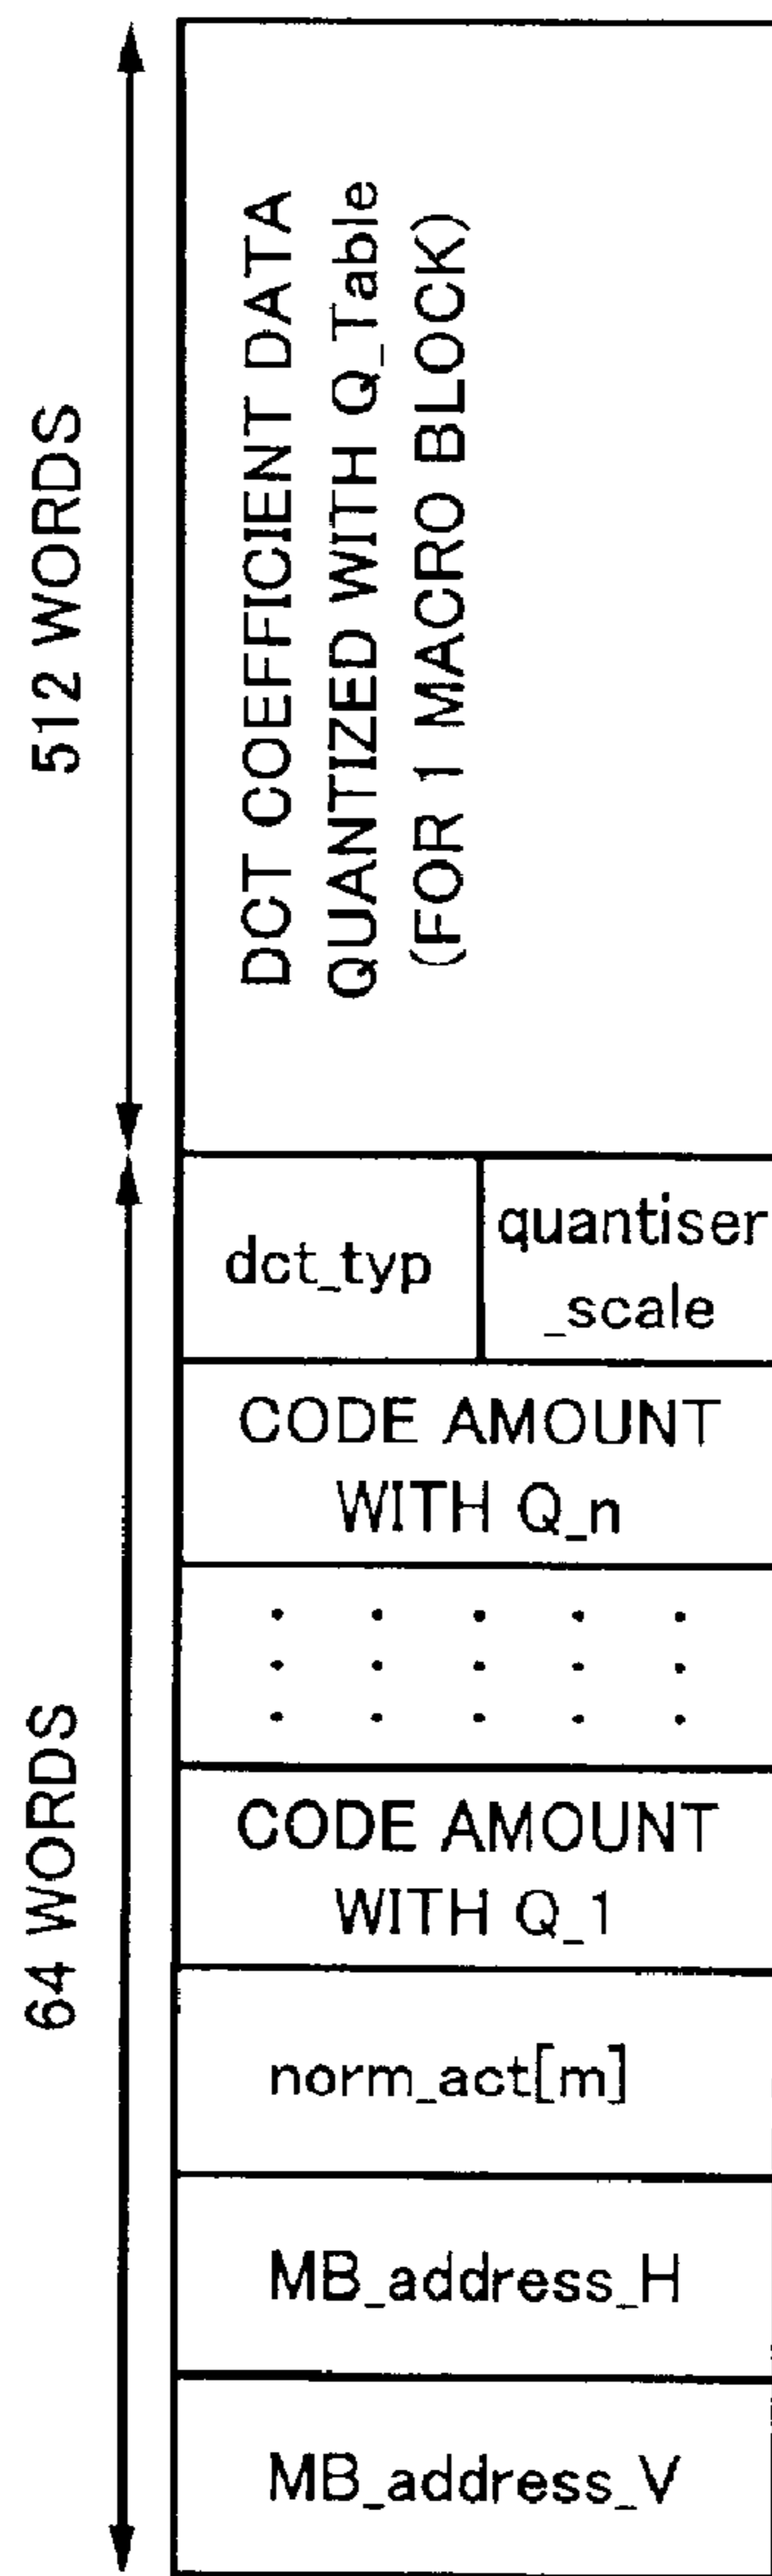 512 WORDS
DCT COEFFICIENT DATA
QUANTIZED WITH Q_Table
(FOR 1 MACRO BLOCK)
64 WORDS
dct_typ
quantiser
_scale
CODE AMOUNT
WITH Q_n
CODE AMOUNT
WITH Q_1
norm_act[m]
MB_address_H
MB_address_V